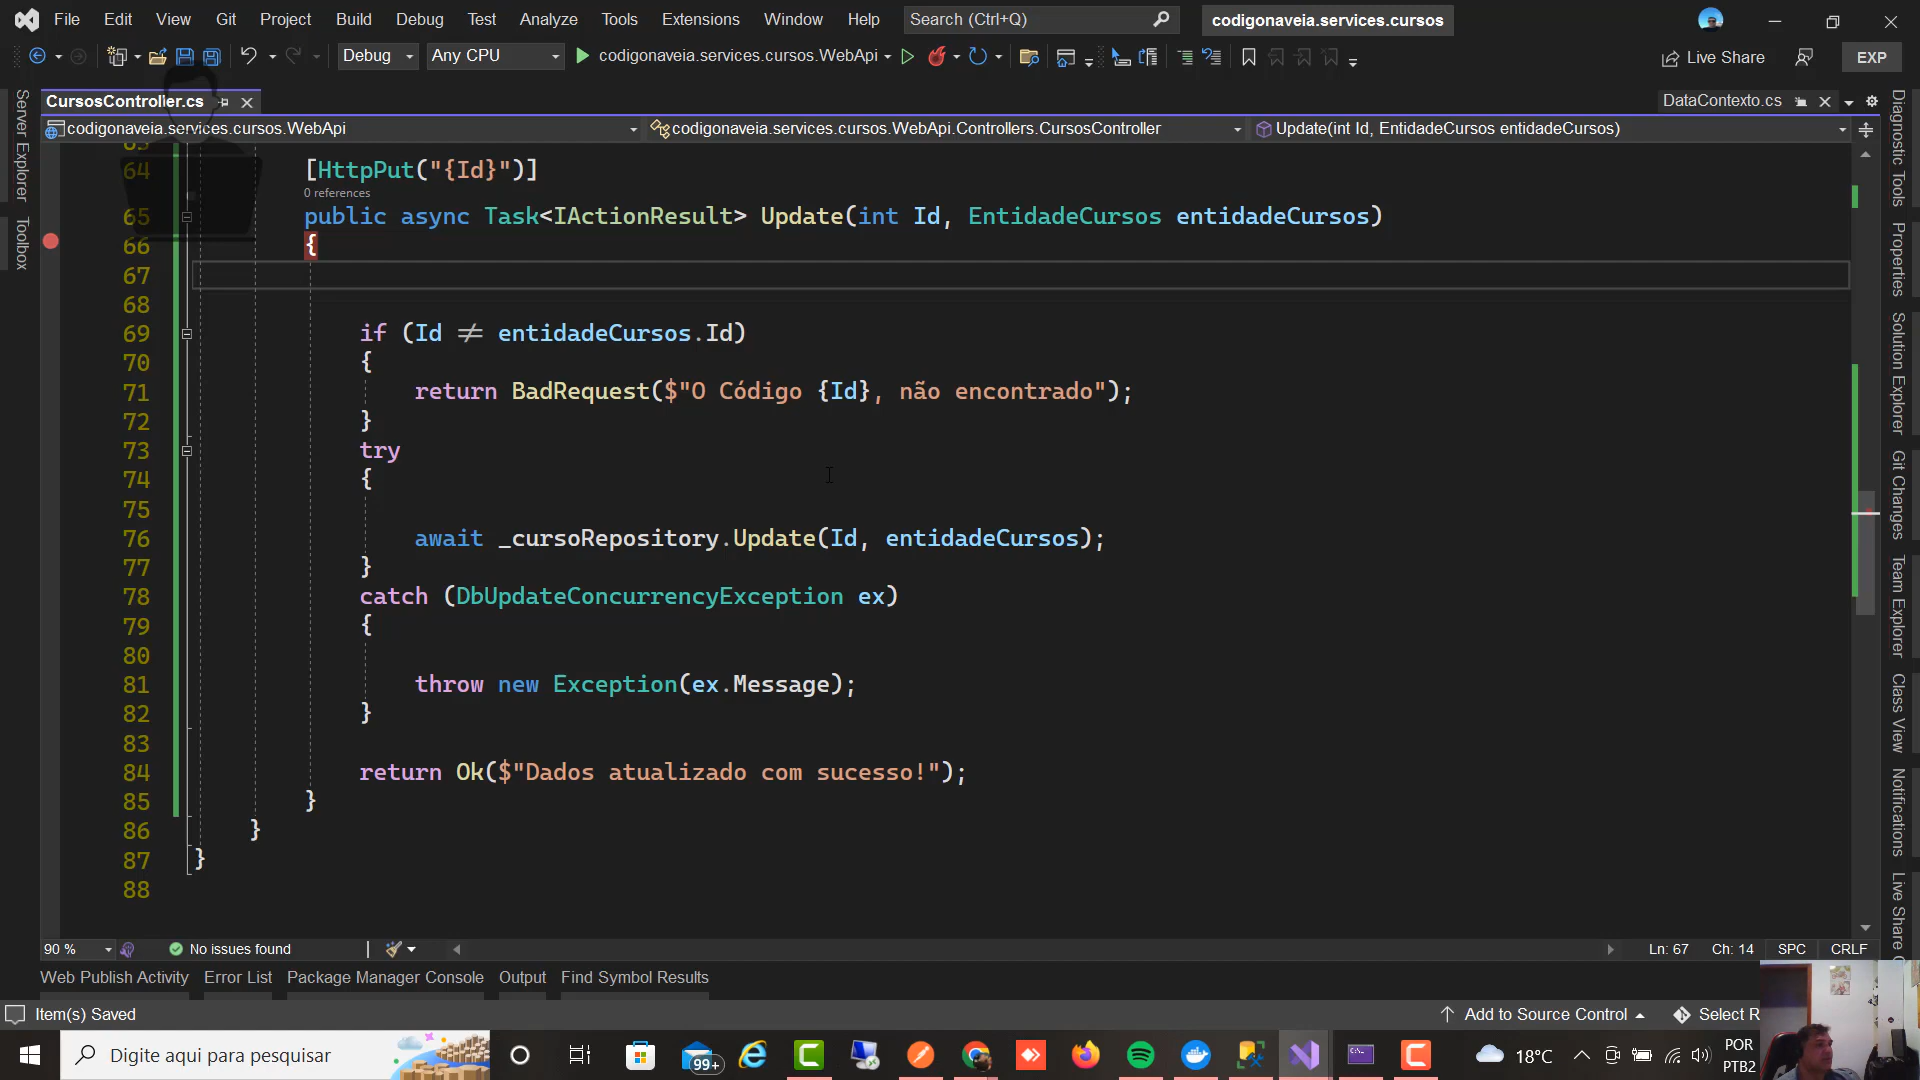 File Edit View Git Project Build Debug Test Analyze Tools Extensions Window Help Search (Ctrl+Q) codigonaveia.services.cursos
Debug Any CPU codigonaveia.services.cursos.WebApi Live Share EXP
CursosController.cs DataContexto.cs
codigonaveia.services.cursos.WebApi codigonaveia.services.cursos.WebApi.Controllers.CursosController Update(int Id, EntidadeCursos entidadeCursos)
63
64 [HttpPut("{Id}")]
0 references
65 public async Task<IActionResult> Update(int Id, EntidadeCursos entidadeCursos)
66 {
67
68
69 if (Id ≠ entidadeCursos.Id)
70 {
71 return BadRequest($"O Código {Id}, não encontrado");
72 }
73 try
74 {
75
76 await _cursoRepository.Update(Id, entidadeCursos);
77 }
78 catch (DbUpdateConcurrencyException ex)
79 {
80
81 throw new Exception(ex.Message);
82 }
83
84 return Ok($"Dados atualizado com sucesso!");
85 }
86 }
87 }
88
Server Explorer
Toolbox
Diagnostic Tools
Properties
Solution Explorer
Git Changes
Team Explorer
Class View
Notifications
Live Share
90 % No issues found Ln: 67 Ch: 14 SPC CRLF
Web Publish Activity Error List Package Manager Console Output Find Symbol Results
Item(s) Saved Add to Source Control Select R
Digite aqui para pesquisar 99+ 18°C POR
PTB2